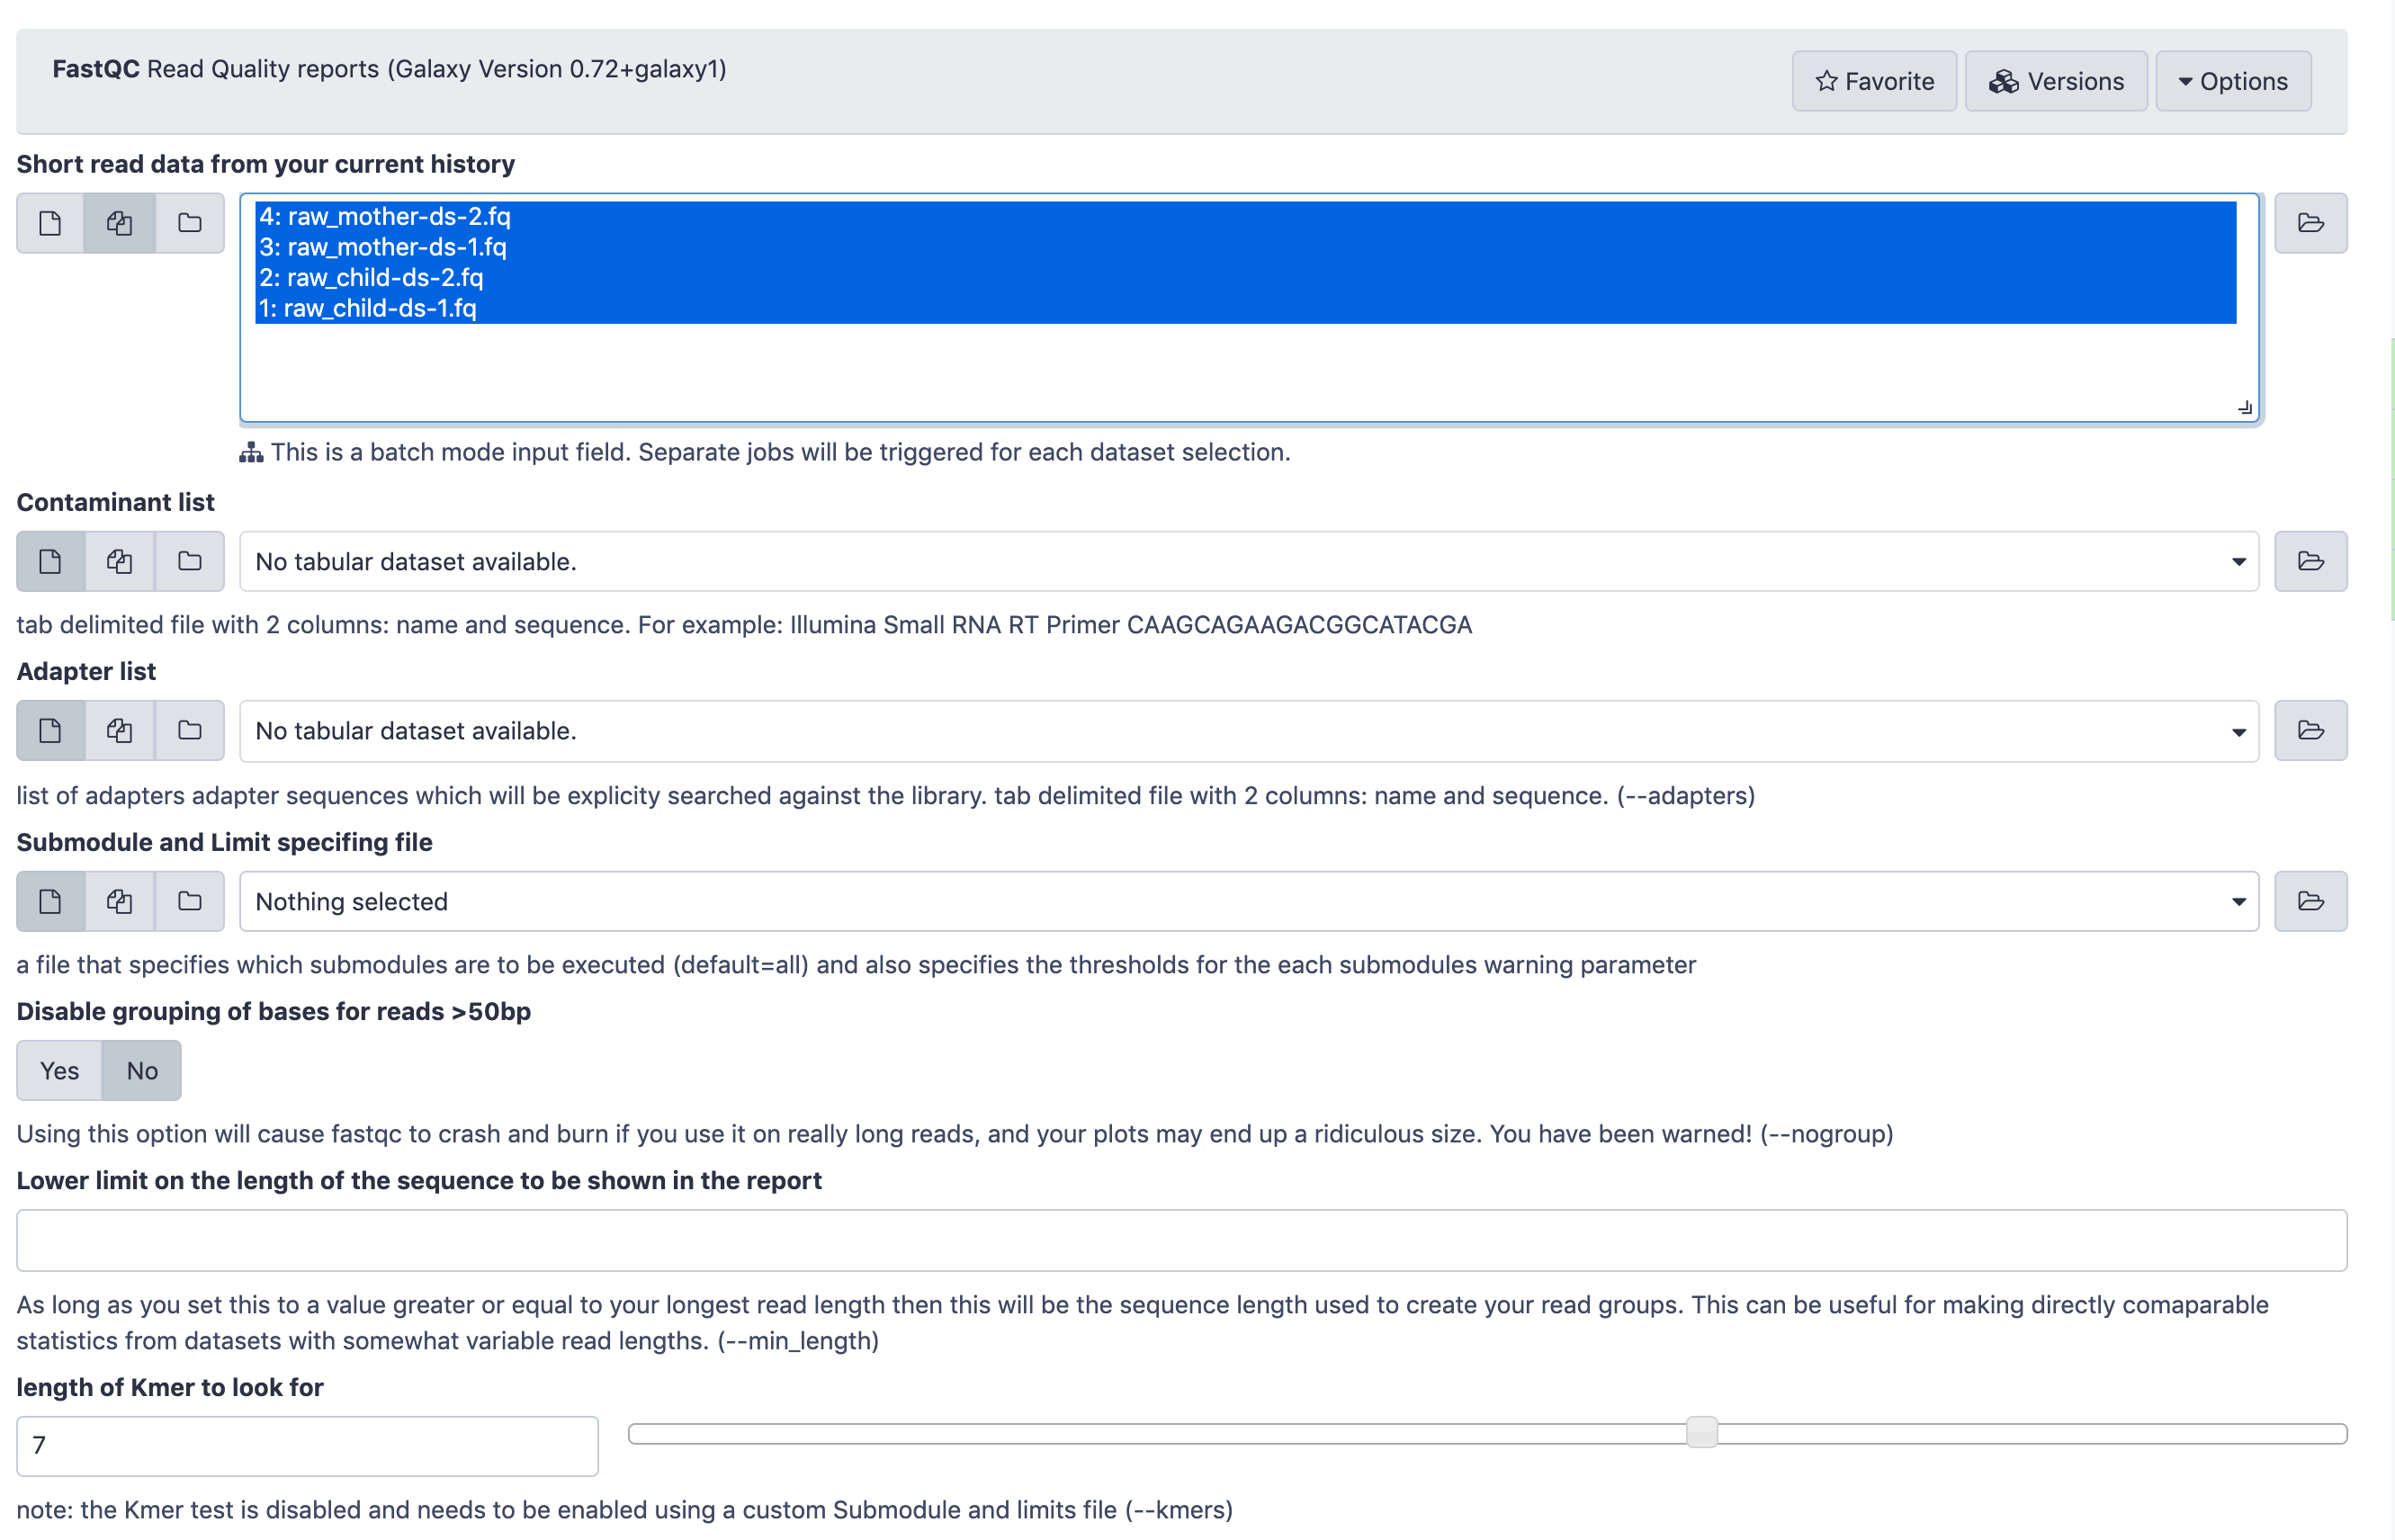 FastQC Read Quality reports (Galaxy Version 0.72+galaxy1)
Favorite
Versions
Options
Short read data from your current history
4: raw_mother-ds-2.fq
3: raw_mother-ds-1.fq
2: raw_child-ds-2.fq
1: raw_child-ds-1.fq
This is a batch mode input field. Separate jobs will be triggered for each dataset selection.
Contaminant list
No tabular dataset available.
tab delimited file with 2 columns: name and sequence. For example: Illumina Small RNA RT Primer CAAGCAGAAGACGGCATACGA
Adapter list
No tabular dataset available.
list of adapters adapter sequences which will be explicity searched against the library. tab delimited file with 2 columns: name and sequence. (--adapters)
Submodule and Limit specifing file
Nothing selected
a file that specifies which submodules are to be executed (default=all) and also specifies the thresholds for the each submodules warning parameter
Disable grouping of bases for reads >50bp
Yes No
Using this option will cause fastqc to crash and burn if you use it on really long reads, and your plots may end up a ridiculous size. You have been warned! (--nogroup)
Lower limit on the length of the sequence to be shown in the report
As long as you set this to a value greater or equal to your longest read length then this will be the sequence length used to create your read groups. This can be useful for making directly comaparable
statistics from datasets with somewhat variable read lengths. (--min_length)
length of Kmer to look for
7
note: the Kmer test is disabled and needs to be enabled using a custom Submodule and limits file (--kmers)